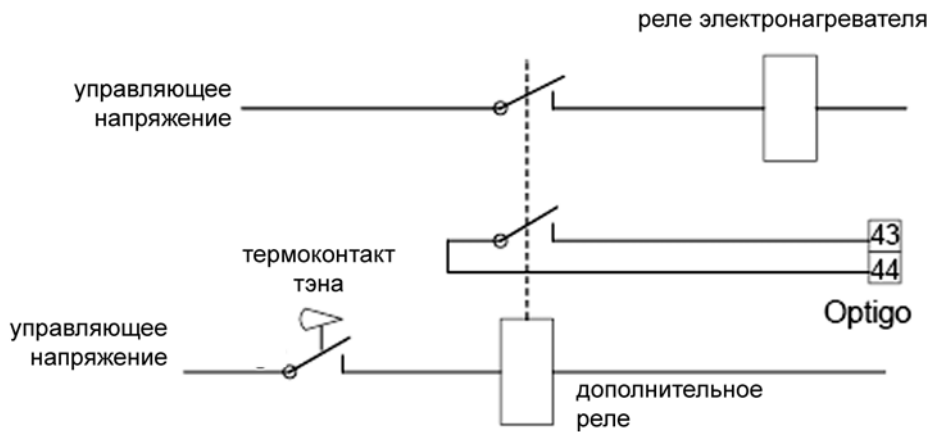 реле электронагревателя
управляющее
напряжение
43
44
Optigo
термоконтакт
тэна
управляющее
напряжение
дополнительное
реле